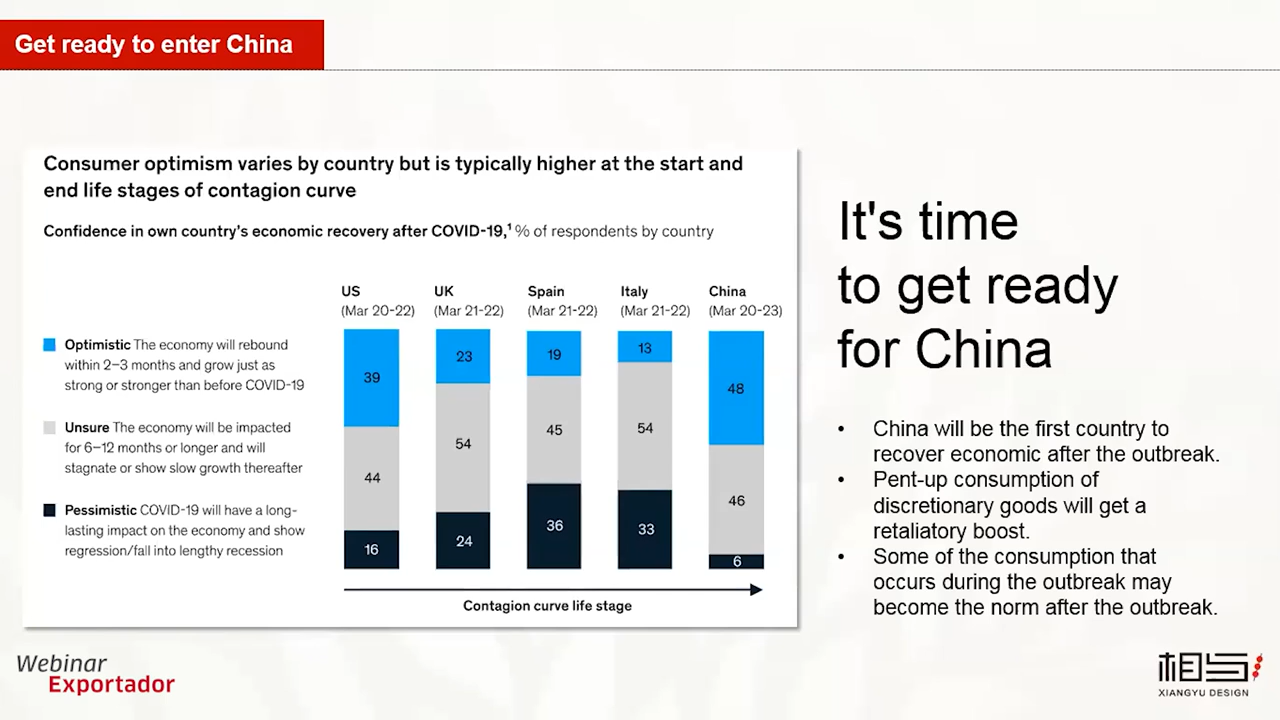 Get ready to enter China
Consumer optimism varies by country but is typically higher at the start and
end life stages of contagion curve
Confidence in own country's economic recovery after COVID-19,¹ % of respondents by country
US
(Mar 20-22)
UK
(Mar 21-22)
Spain
(Mar 21-22)
Italy
(Mar 21-22)
China
(Mar 20-23)
Optimistic The economy will rebound
within 2–3 months and grow just as
strong or stronger than before COVID-19
Unsure The economy will be impacted
for 6–12 months or longer and will
stagnate or show slow growth thereafter
Pessimistic COVID-19 will have a long-
lasting impact on the economy and show
regression/fall into lengthy recession
39
23
19
13
48
44
54
45
54
46
16
24
36
33
6
Contagion curve life stage
It's time
to get ready
for China
• China will be the first country to
recover economic after the outbreak.
• Pent-up consumption of
discretionary goods will get a
retaliatory boost.
• Some of the consumption that
occurs during the outbreak may
become the norm after the outbreak.
Webinar
Exportador
相与
XIANGYU DESIGN